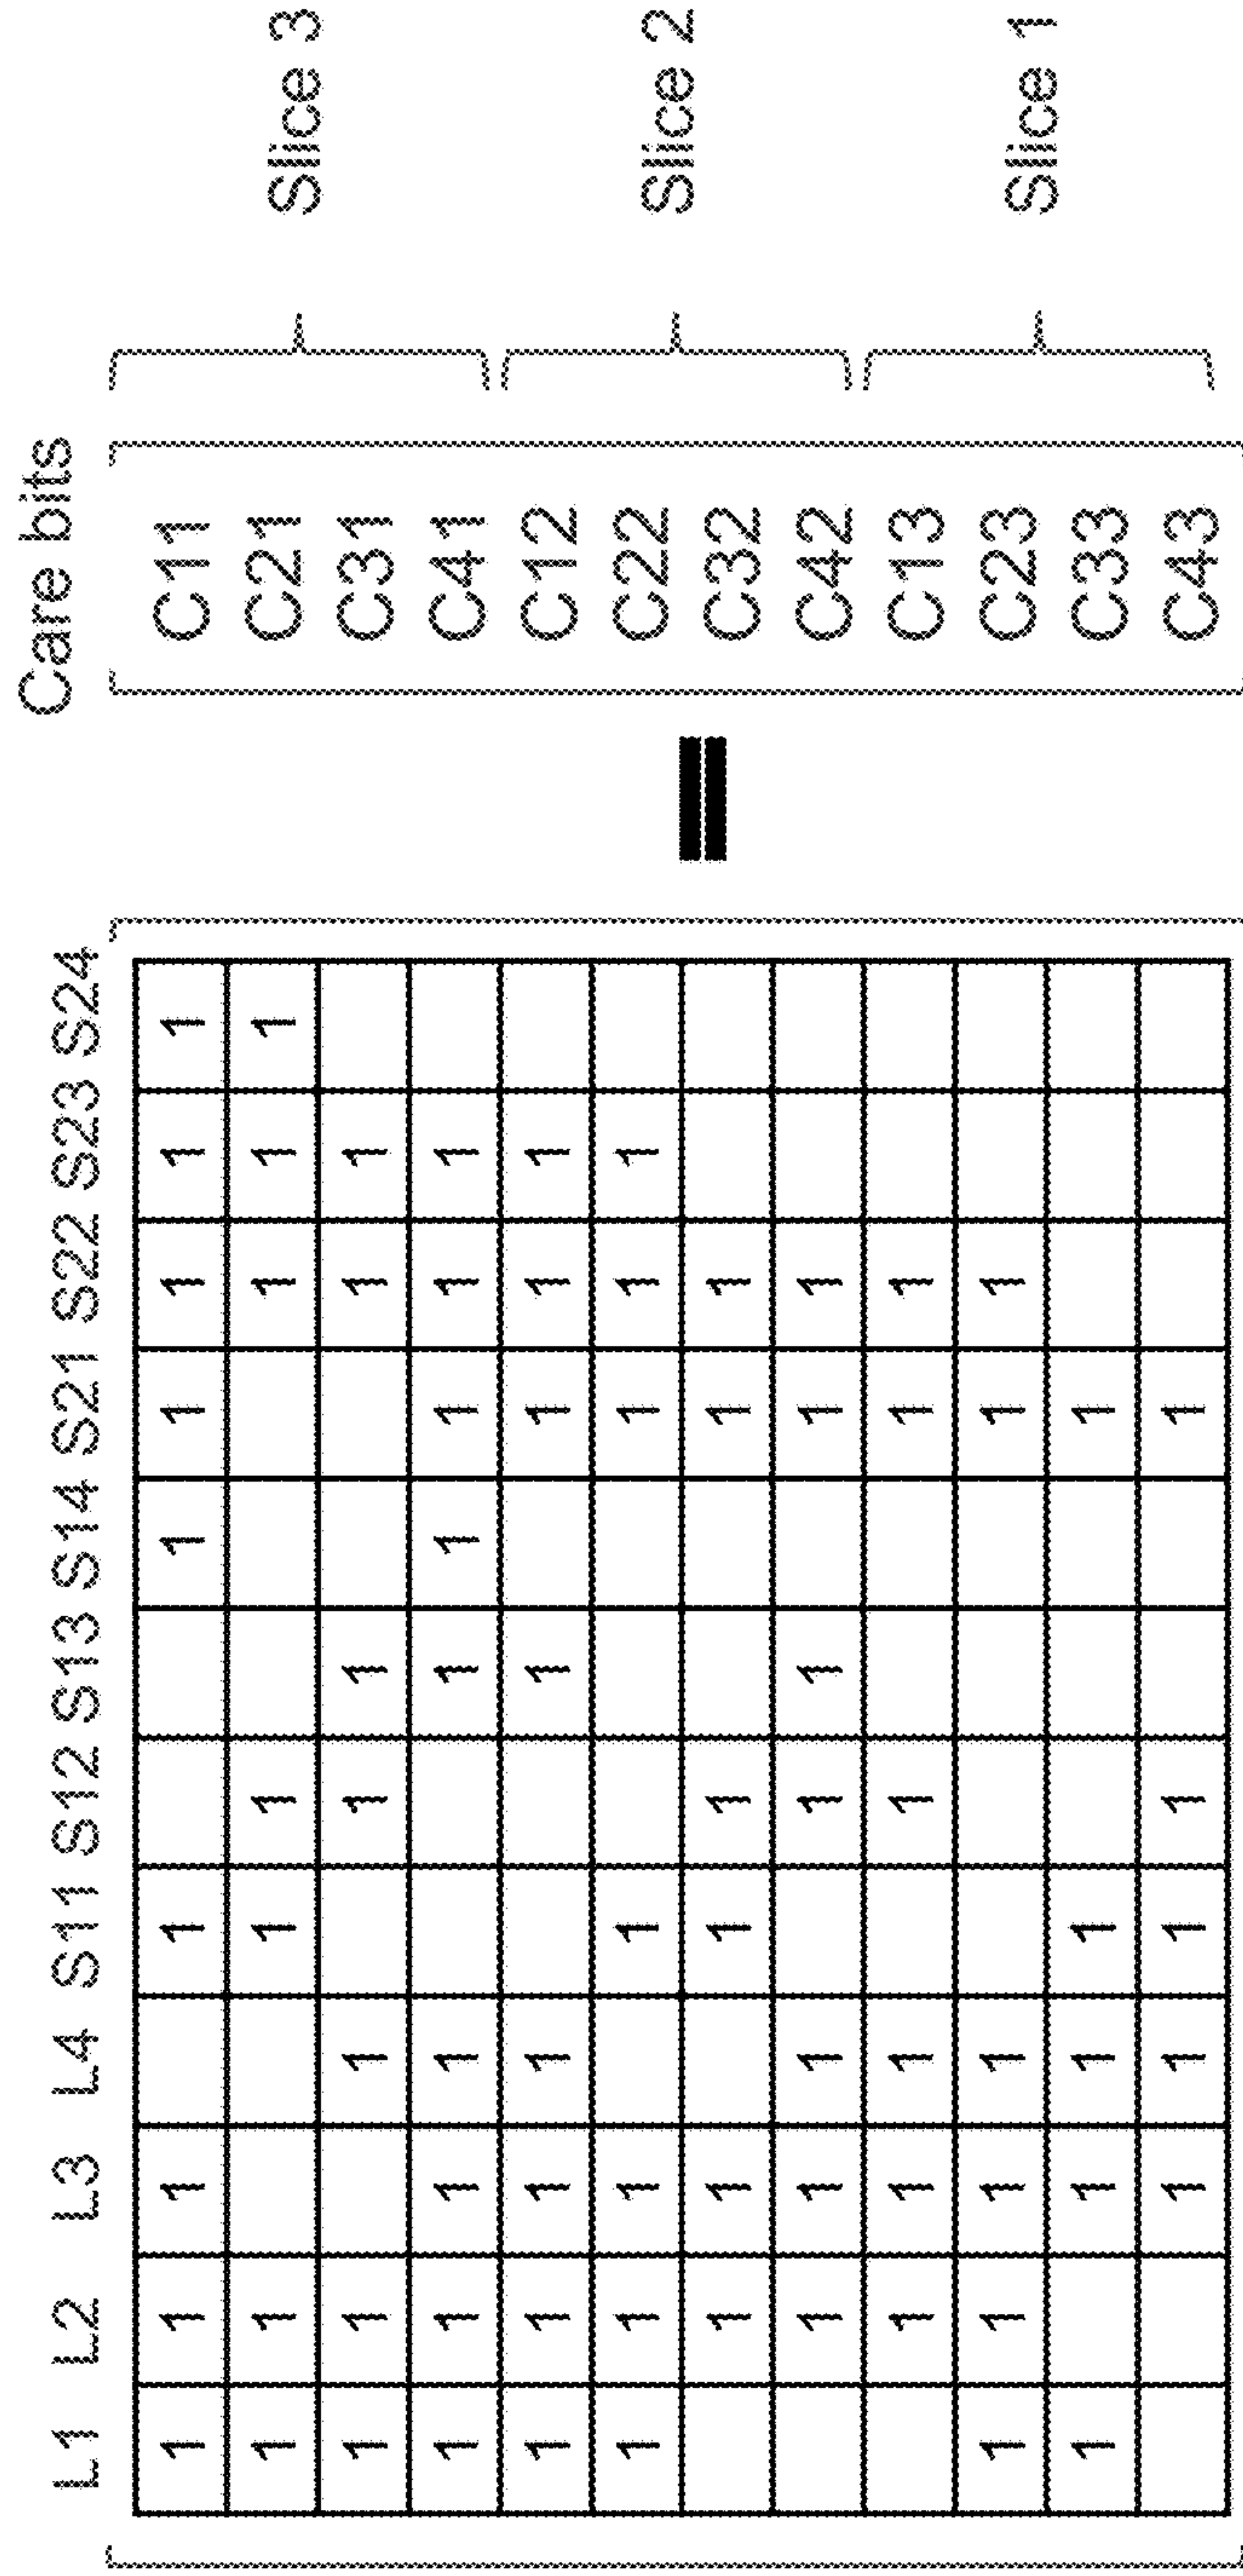 Care bits
L1 L2 L3 L4 S11 S12 S13 S14 S21 S22 S23 S24
1 1 1 1 1 1 1 1 C11
1 1 1 1 1 1 1 C21
Slice 3
1 1 1 1 1 1 1 C31
1 1 1 1 1 1 1 1 1 C41
1 1 1 1 1 1 1 1 C12
1 1 1 1 1 1 1 C22
Slice 2
1 1 1 1 1 1 = C32
1 1 1 1 1 1 1 C42
1 1 1 1 1 1 C13
1 1 1 1 1 1 C23
Slice 1
1 1 1 1 1 C33
1 1 1 1 1 C43